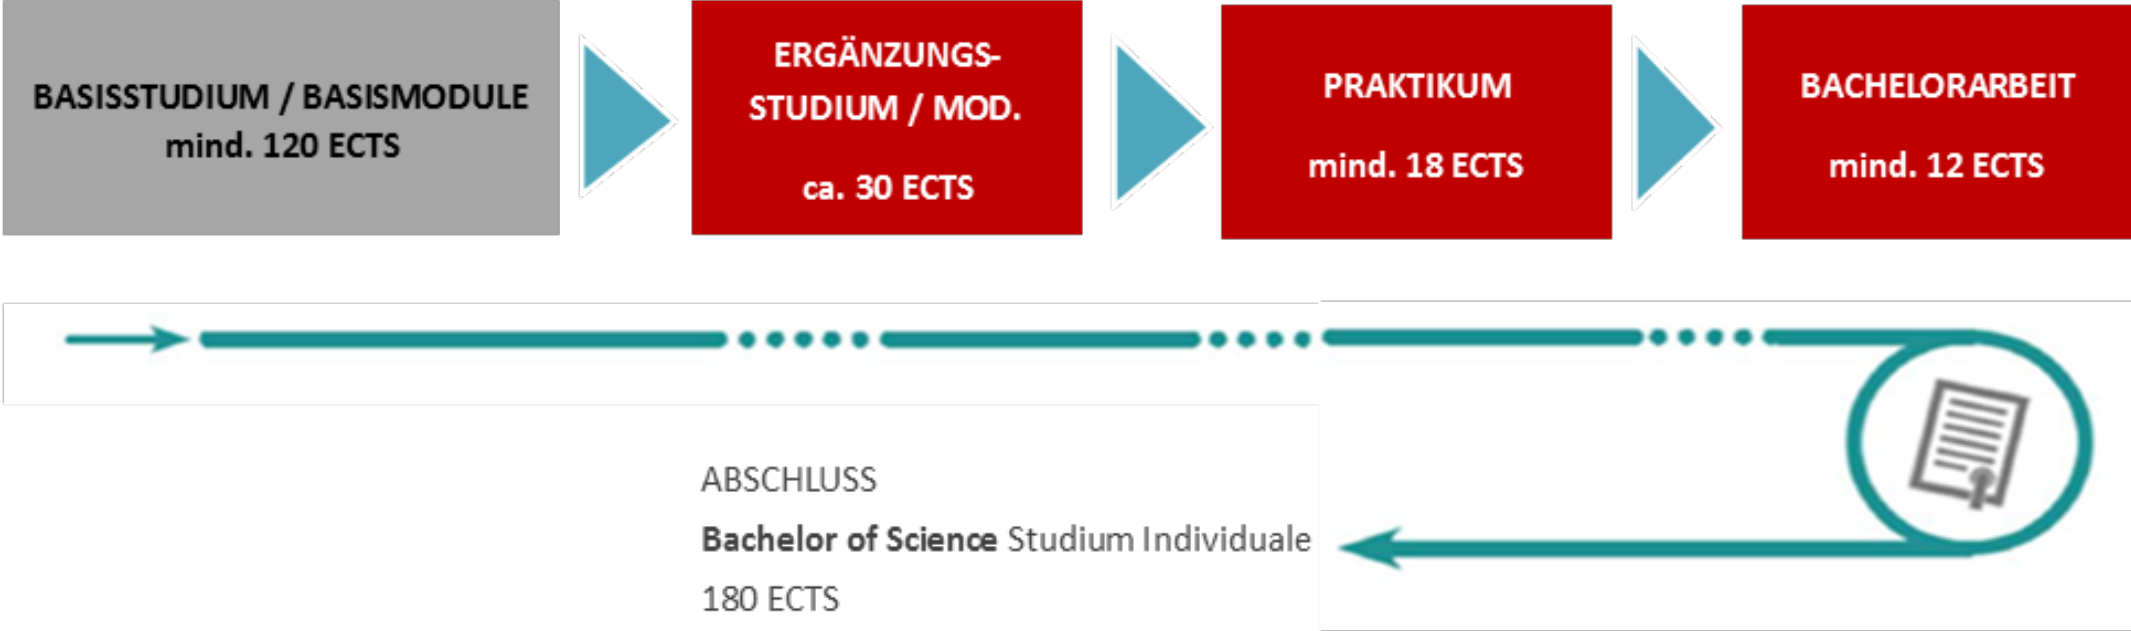 BASISSTUDIUM / BASISMODULE
mind. 120 ECTS
ERGÄNZUNGS-
STUDIUM / MOD.
ca. 30 ECTS
PRAKTIKUM
mind. 18 ECTS
BACHELORARBEIT
mind. 12 ECTS
ABSCHLUSS
Bachelor of Science Studium Individuale
180 ECTS